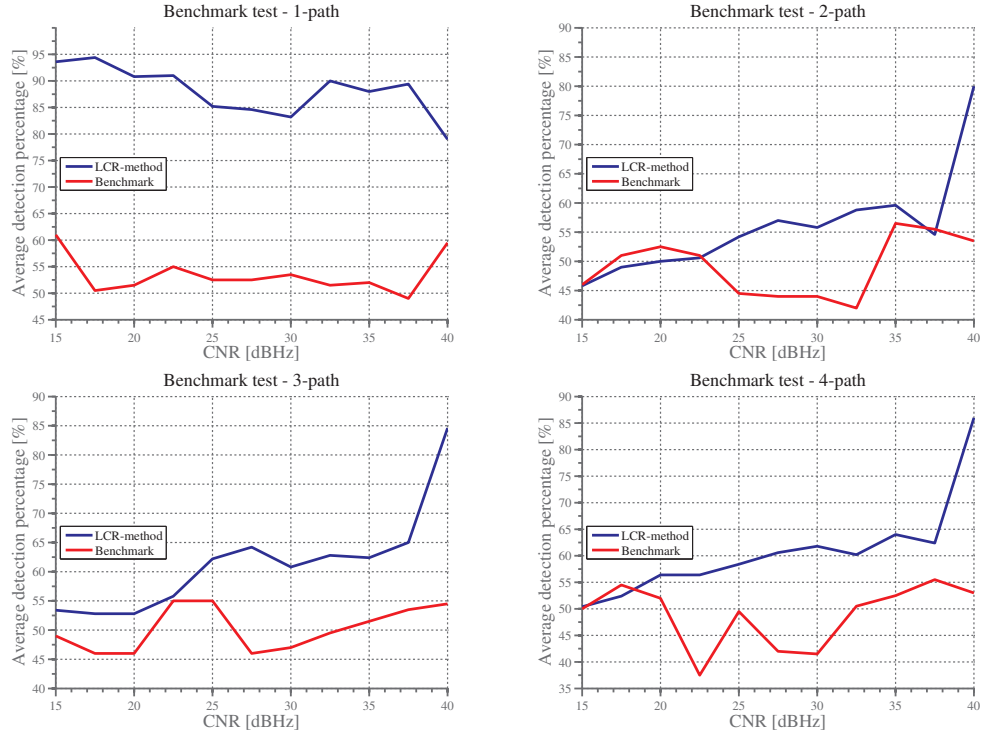 Benchmark test - 1-path
Average detection percentage [%]
95
90
85
80
75
70
65
60
55
50
45
LCR-method
Benchmark
15 20 25 30 35 40
CNR [dBHz]
Benchmark test - 2-path
Average detection percentage [%]
90
85
80
75
70
65
60
55
50
45
40
LCR-method
Benchmark
15 20 25 30 35 40
CNR [dBHz]
Benchmark test - 3-path
Average detection percentage [%]
90
85
80
75
70
65
60
55
50
45
40
LCR-method
Benchmark
15 20 25 30 35 40
CNR [dBHz]
Benchmark test - 4-path
Average detection percentage [%]
90
85
80
75
70
65
60
55
50
45
40
35
LCR-method
Benchmark
15 20 25 30 35 40
CNR [dBHz]